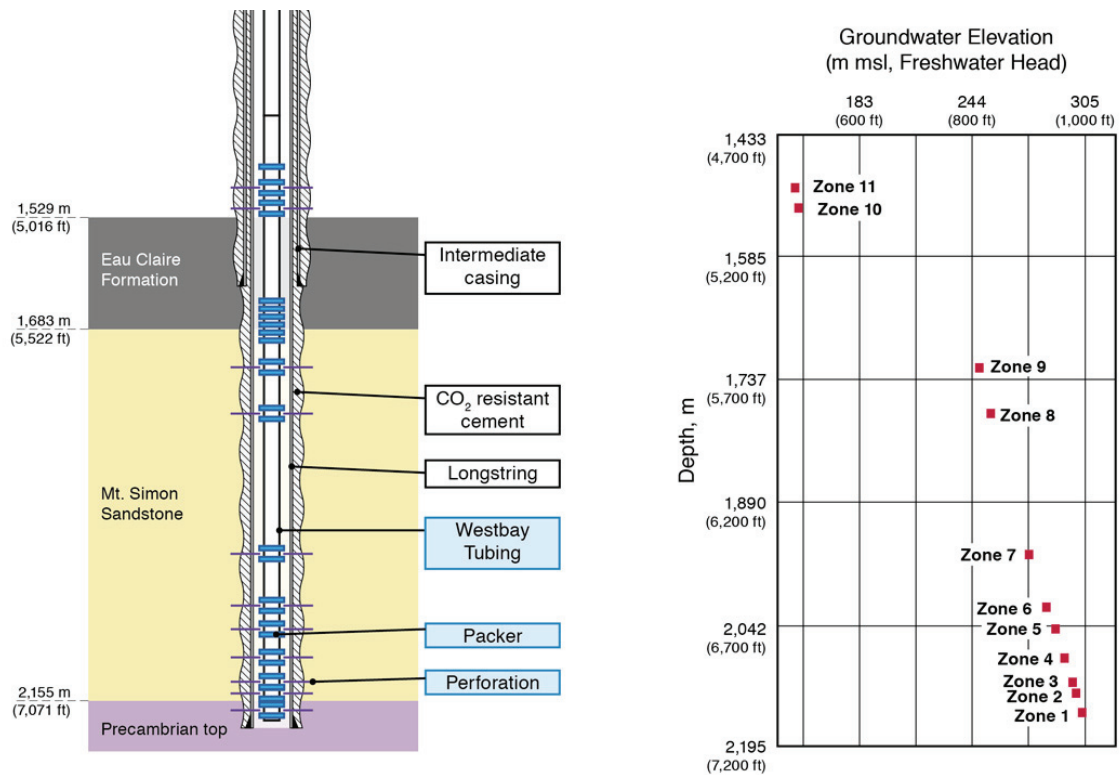 1,529 m
(5,016 ft)
Eau Claire
Formation
1,683 m
(5,522 ft)
Mt. Simon
Sandstone
2,155 m
(7,071 ft)
Precambrian top
Intermediate
casing
CO₂ resistant
cement
Longstring
Westbay
Tubing
Packer
Perforation
Groundwater Elevation
(m msl, Freshwater Head)
183
(600 ft)
244
(800 ft)
305
(1,000 ft)
Depth, m
1,433
(4,700 ft)
1,585
(5,200 ft)
1,737
(5,700 ft)
1,890
(6,200 ft)
2,042
(6,700 ft)
2,195
(7,200 ft)
Zone 11
Zone 10
Zone 9
Zone 8
Zone 7
Zone 6
Zone 5
Zone 4
Zone 3
Zone 2
Zone 1